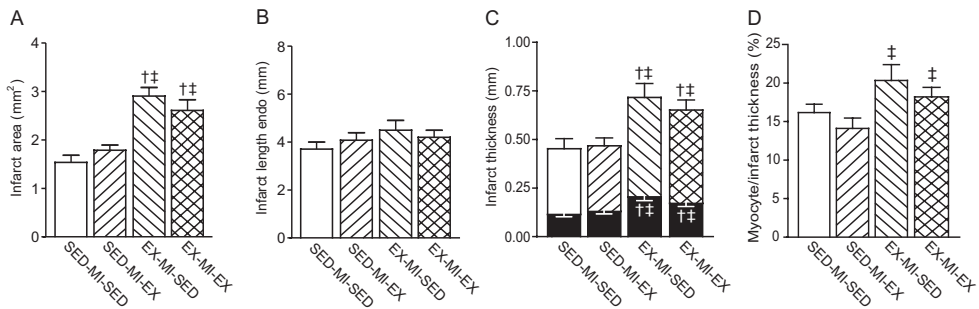 A
Infarct area (mm²)
4
3
2
1
0
†‡
†‡
SED-MI-SED
SED-MI-EX
EX-MI-SED
EX-MI-EX
B
Infarct length endo (mm)
8
6
4
2
0
SED-MI-SED
SED-MI-EX
EX-MI-SED
EX-MI-EX
C
Infarct thickness (mm)
1.00
0.75
0.50
0.25
0.00
†‡
†‡
†‡
†‡
SED-MI-SED
SED-MI-EX
EX-MI-SED
EX-MI-EX
D
Myocyte/infarct thickness (%)
25
20
15
10
5
0
‡
‡
SED-MI-SED
SED-MI-EX
EX-MI-SED
EX-MI-EX